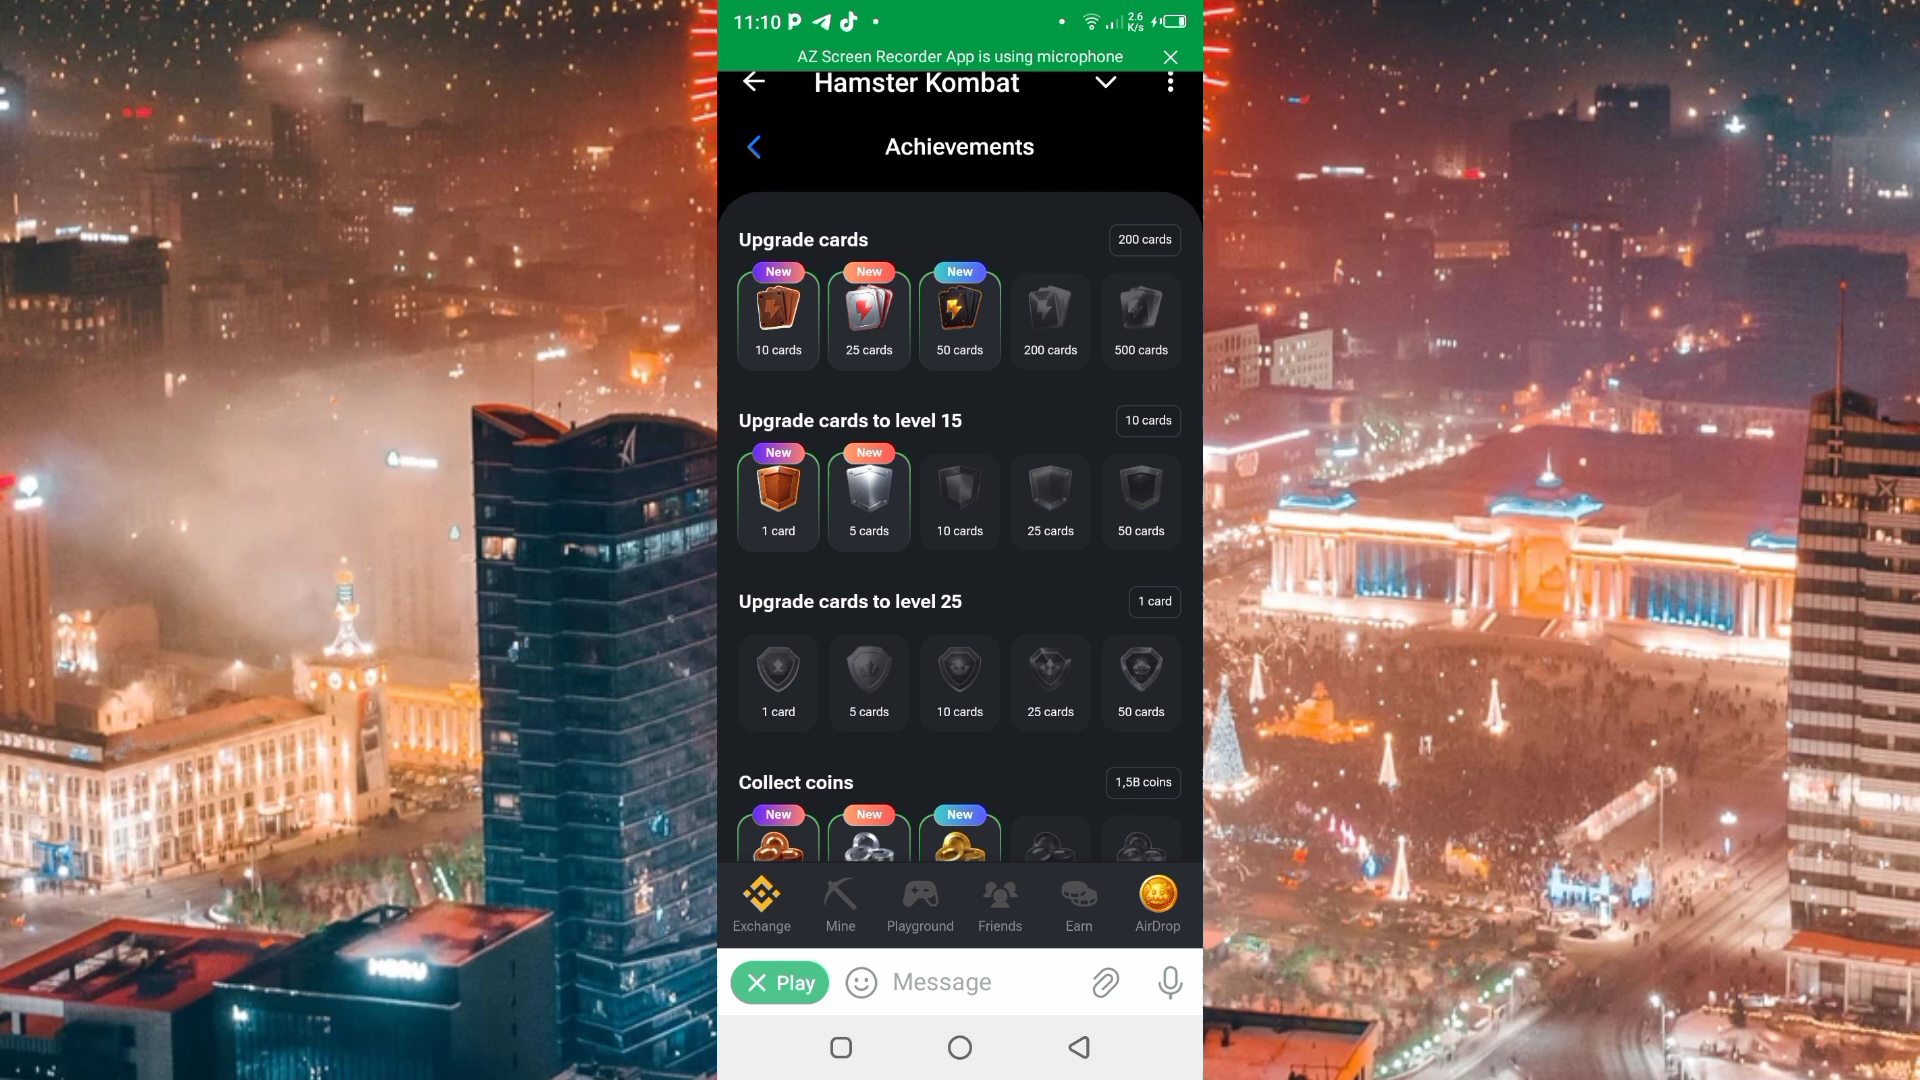 11:10
2.6
K/s
AZ Screen Recorder App is using microphone
Hamster Kombat
Achievements
Upgrade cards
200 cards
New
New
New
10 cards
25 cards
50 cards
200 cards
500 cards
Upgrade cards to level 15
10 cards
New
New
1 card
5 cards
10 cards
25 cards
50 cards
Upgrade cards to level 25
1 card
1 card
5 cards
10 cards
25 cards
50 cards
Collect coins
1,5B coins
New
New
New
Exchange
Mine
Playground
Friends
Earn
AirDrop
Play
Message